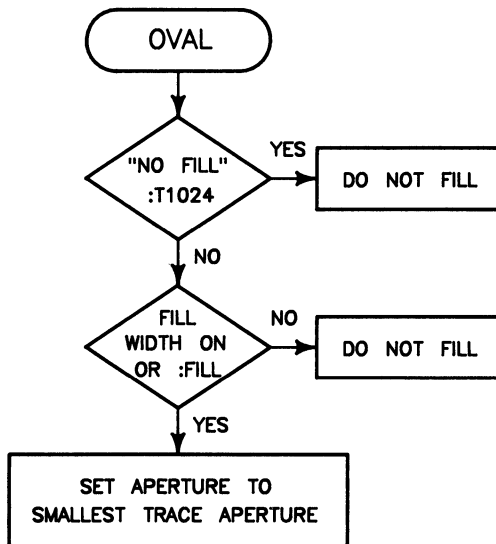 OVAL
"NO FILL"
:T1024
YES
DO NOT FILL
NO
FILL
WIDTH ON
OR :FILL
NO
DO NOT FILL
YES
SET APERTURE TO
SMALLEST TRACE APERTURE